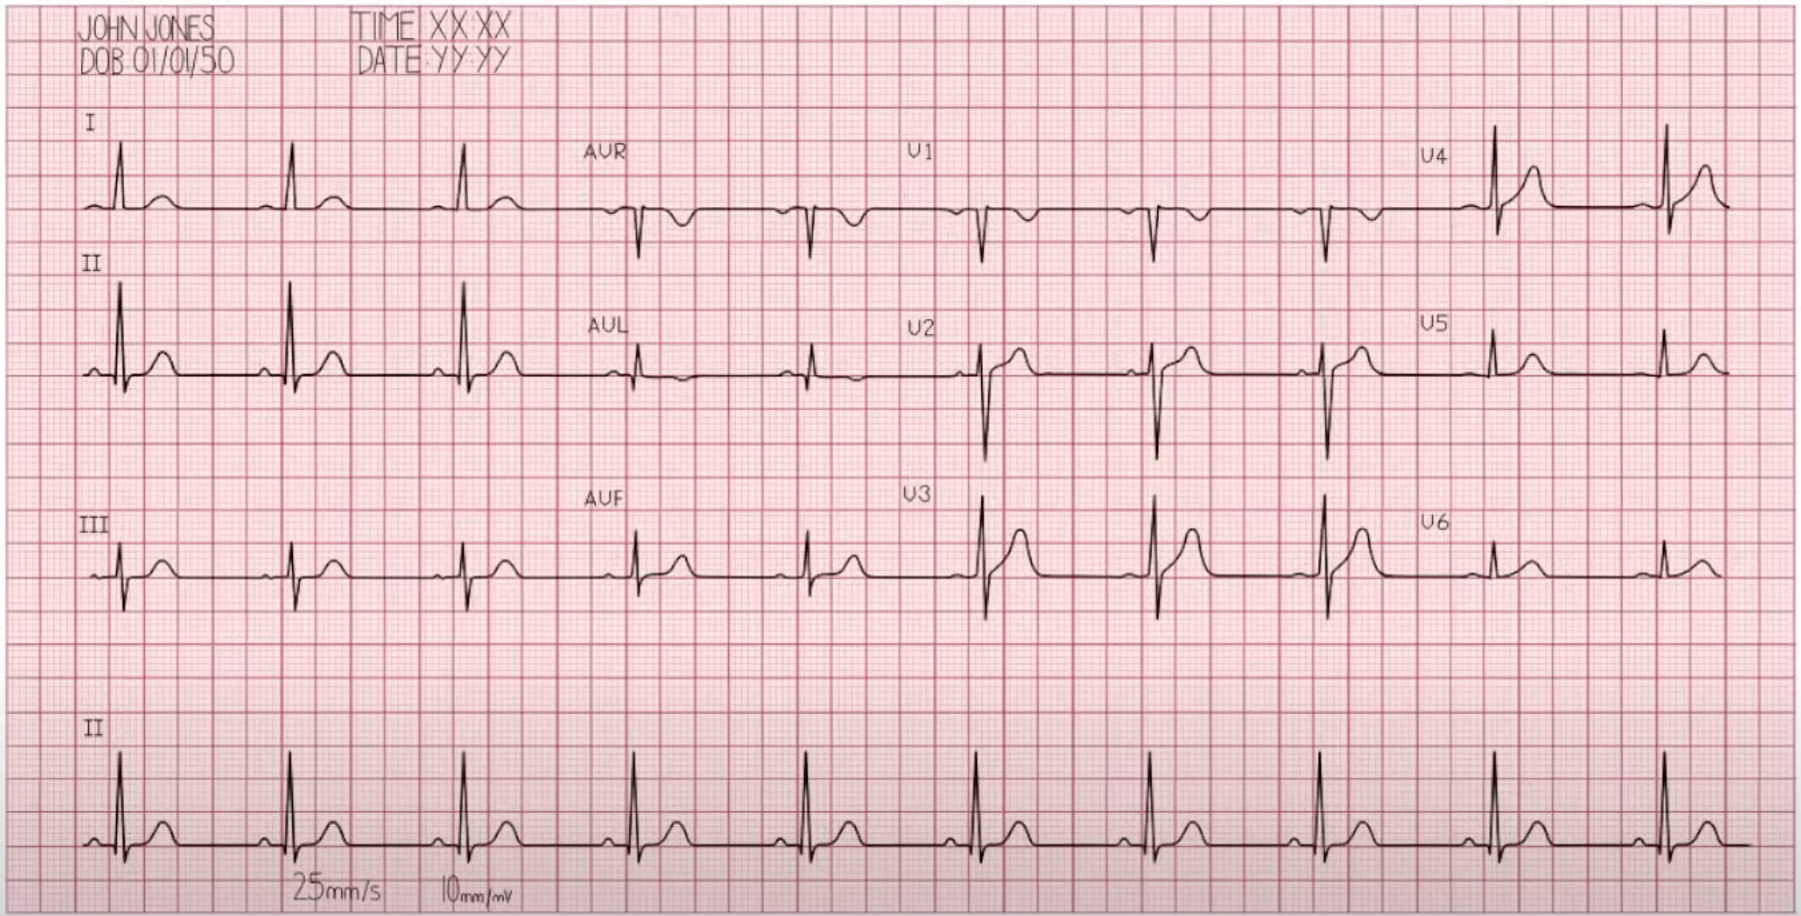 JOHN JONES
DOB: 01/01/50
TIME XX:XX
DATE: YY:YY
I
AVR
V1
V4
II
AVL
V2
V5
III
AVF
V3
V6
II
25mm/s
10mm/mV